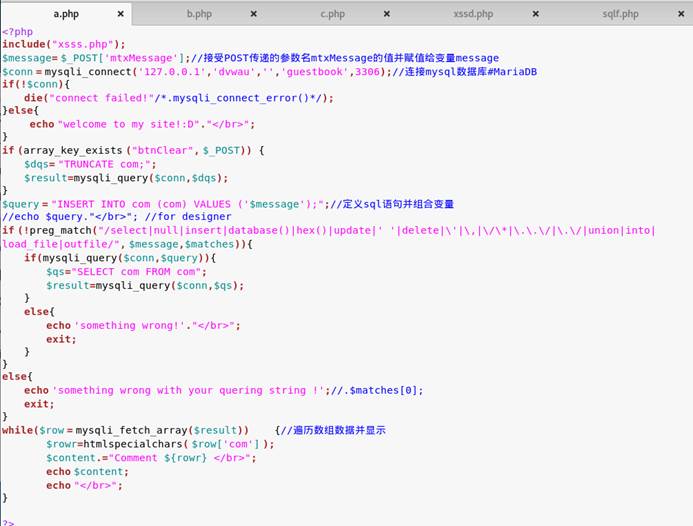 a.php × b.php × c.php × xssd.php × sqlf.php ×
<?php
include("xsss.php");
$message= $_POST['mtxMessage'];//接受POST传递的参数名mtxMessage的值并赋值给变量message
$conn = mysqli_connect('127.0.0.1','dvwau','','guestbook',3306);//连接mysql数据库#MariaDB
if(!$conn){
    die("connect failed!"/*.mysqli_connect_error()*/);
}else{
    echo "welcome to my site!:D"."</br>";
}
if (array_key_exists ("btnClear", $_POST)) {
    $dqs= "TRUNCATE com;";
    $result=mysqli_query($conn,$dqs);
}
$query = "INSERT INTO com (com) VALUES ('$message');";//定义sql语句并组合变量
//echo $query."</br>"; //for designer
if (!preg_match("/select|null|insert|database()|hex()|update|' '|delete|\'|\,|\/\*|\.\.\/|\.\/|union|into|
load_file|outfile/", $message,$matches)){
    if(mysqli_query($conn,$query)){
        $qs="SELECT com FROM com";
        $result=mysqli_query($conn,$qs);
    }
    else{
        echo 'something wrong!'."</br>";
        exit;
    }
}
else{
    echo 'something wrong with your quering string !';//.$matches[0];
    exit;
}
while($row = mysqli_fetch_array($result))    {//遍历数组数据并显示
        $rowr=htmlspecialchars( $row['com'] );
        $content.="Comment ${rowr} </br>";
        echo $content;
        echo "</br>";
}
?>